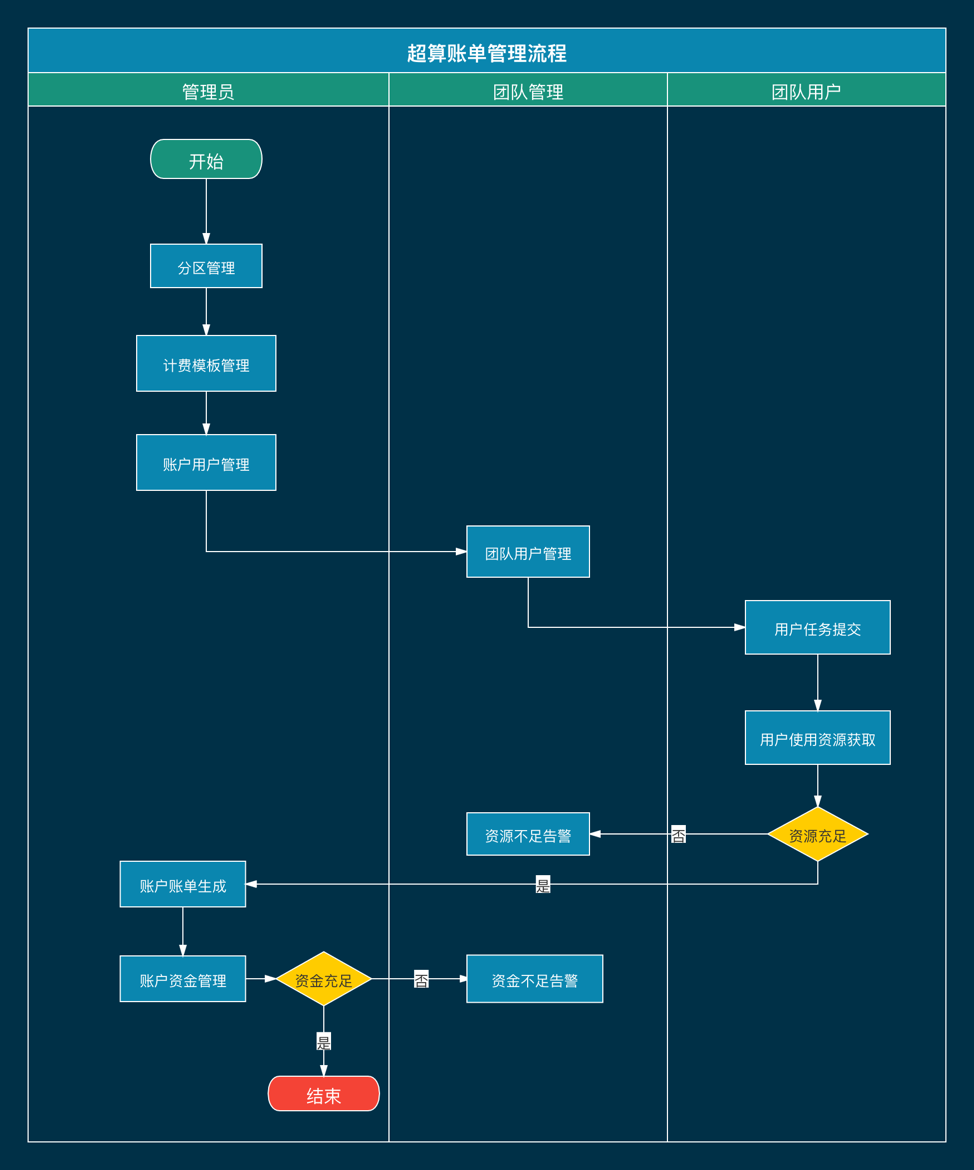 超算账单管理流程
管理员
团队管理
团队用户
开始
分区管理
计费模板管理
账户用户管理
团队用户管理
用户任务提交
用户使用资源获取
资源充足
否
资源不足告警
是
账户账单生成
账户资金管理
资金充足
否
资金不足告警
是
结束